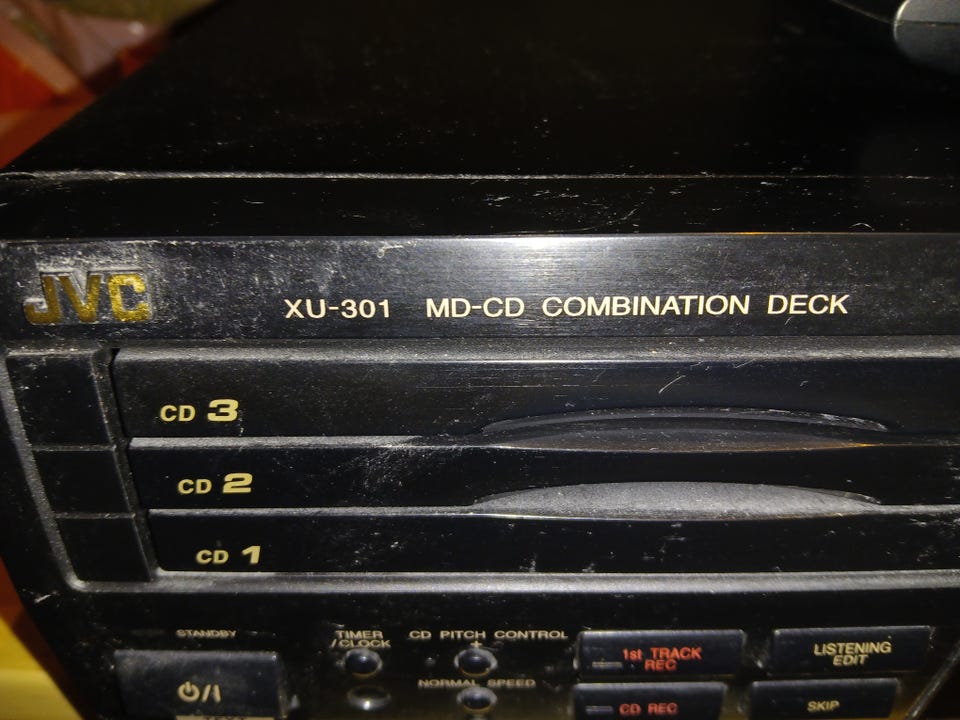 JVC
XU-301 MD-CD COMBINATION DECK
CD 3
CD 2
CD 1
STANDBY
⏻/I
TIMER
/CLOCK
CD PITCH CONTROL
+
NORMAL SPEED
1st TRACK
REC
LISTENING
EDIT
CD REC
SKIP